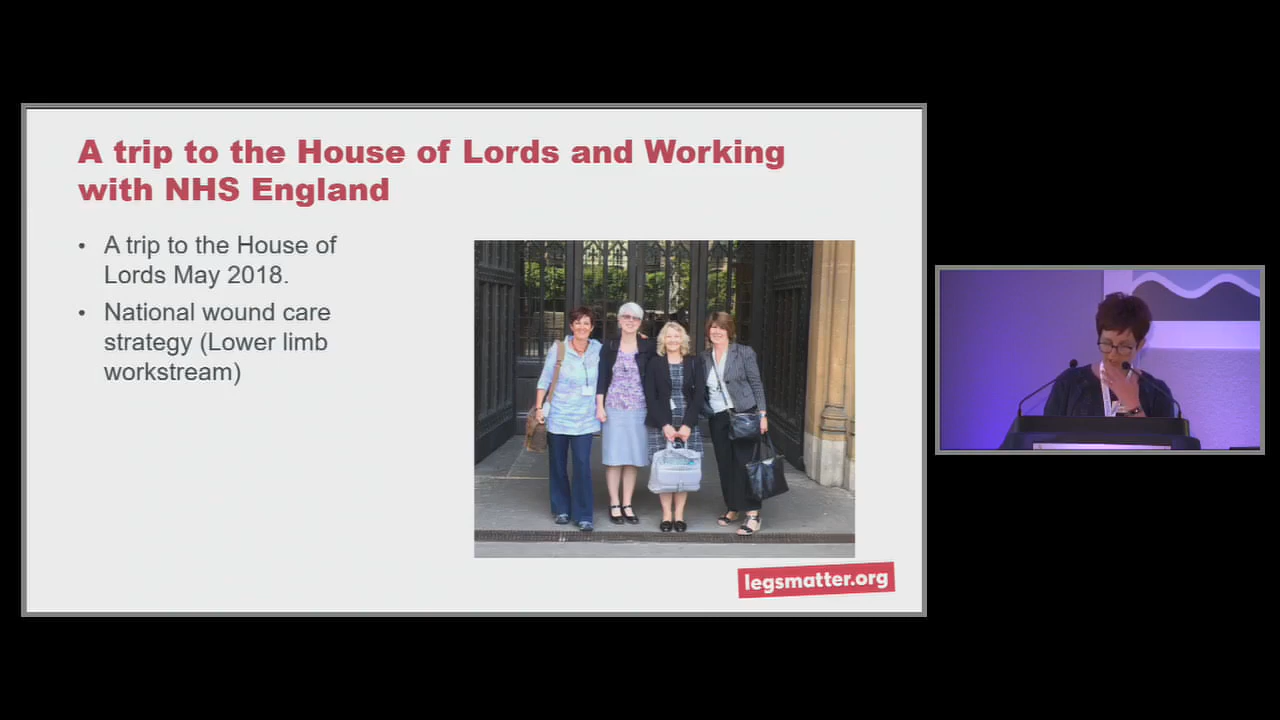 A trip to the House of Lords and Working
with NHS England
• A trip to the House of
Lords May 2018.
• National wound care
strategy (Lower limb
workstream)
legsmatter.org